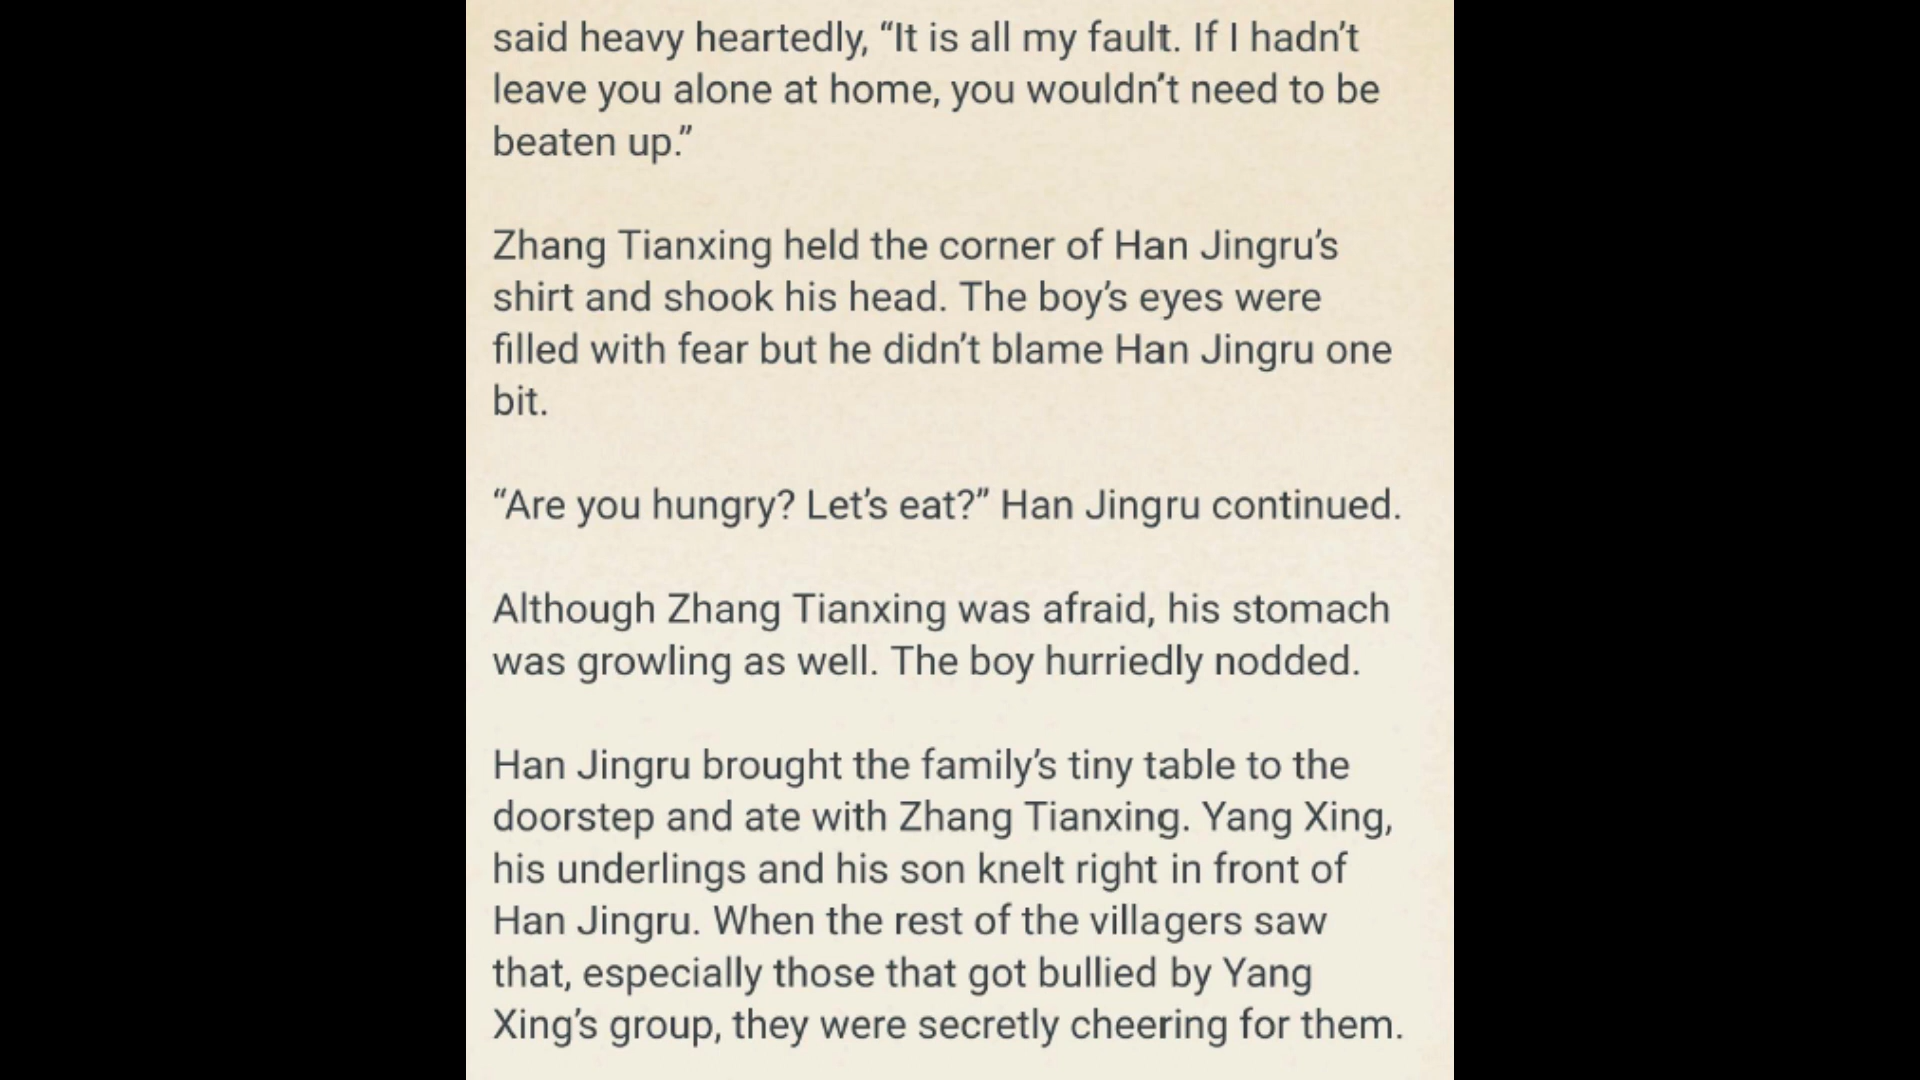 said heavy heartedly, “It is all my fault. If I hadn’t
leave you alone at home, you wouldn’t need to be
beaten up.”
Zhang Tianxing held the corner of Han Jingru’s
shirt and shook his head. The boy’s eyes were
filled with fear but he didn’t blame Han Jingru one
bit.
“Are you hungry? Let’s eat?” Han Jingru continued.
Although Zhang Tianxing was afraid, his stomach
was growling as well. The boy hurriedly nodded.
Han Jingru brought the family’s tiny table to the
doorstep and ate with Zhang Tianxing. Yang Xing,
his underlings and his son knelt right in front of
Han Jingru. When the rest of the villagers saw
that, especially those that got bullied by Yang
Xing’s group, they were secretly cheering for them.